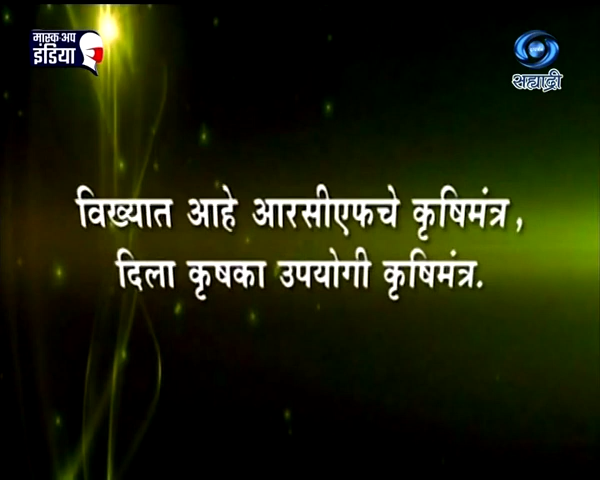 मास्क अप
इंडिया
सह्याद्री
विख्यात आहे आरसीएफचे कृषिमंत्र,
दिला कृषका उपयोगी कृषिमंत्र.